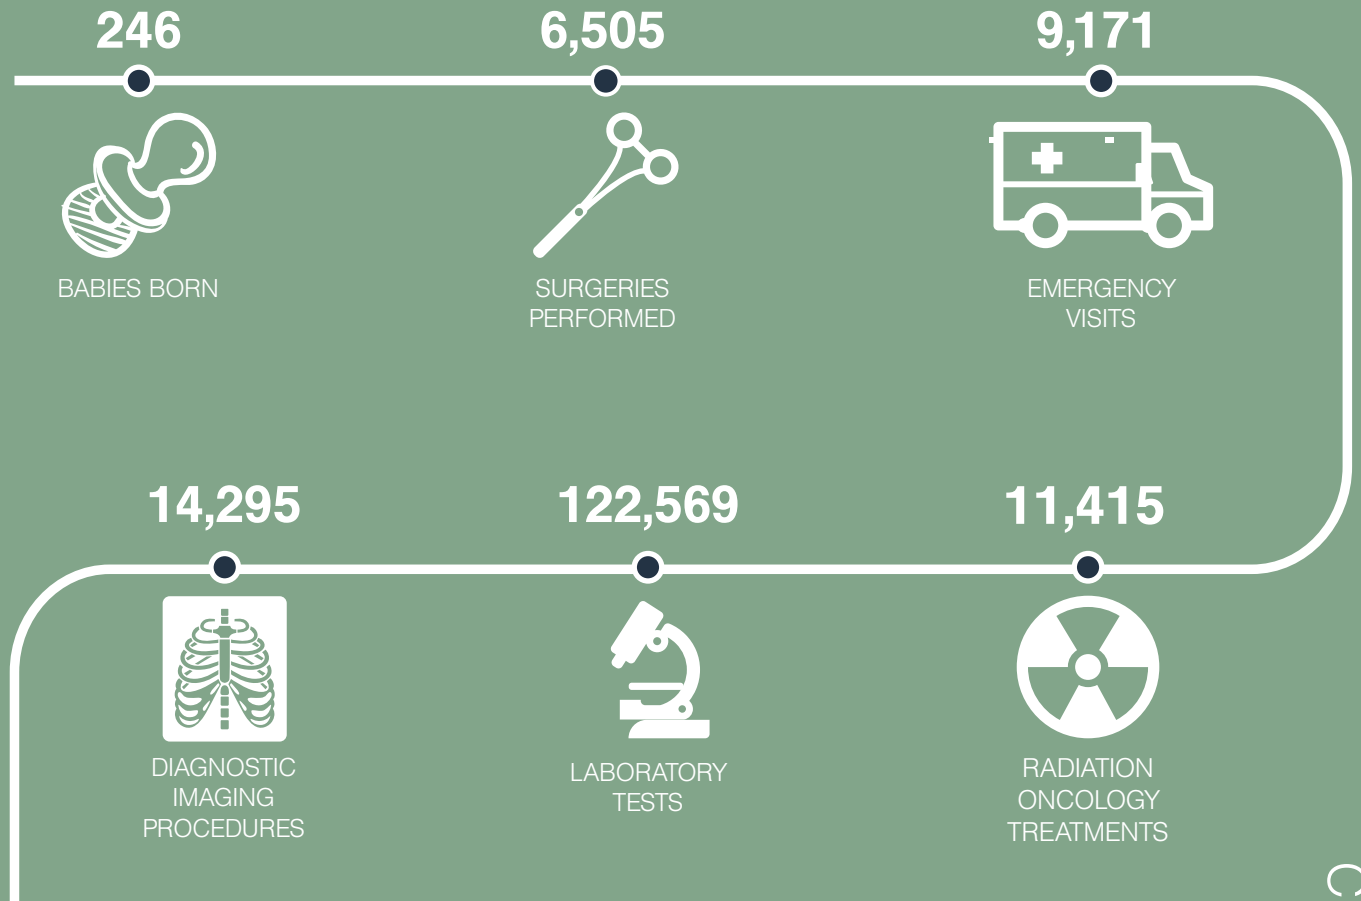 246
BABIES BORN
6,505
SURGERIES
PERFORMED
9,171
EMERGENCY
VISITS
14,295
DIAGNOSTIC
IMAGING
PROCEDURES
122,569
LABORATORY
TESTS
11,415
RADIATION
ONCOLOGY
TREATMENTS